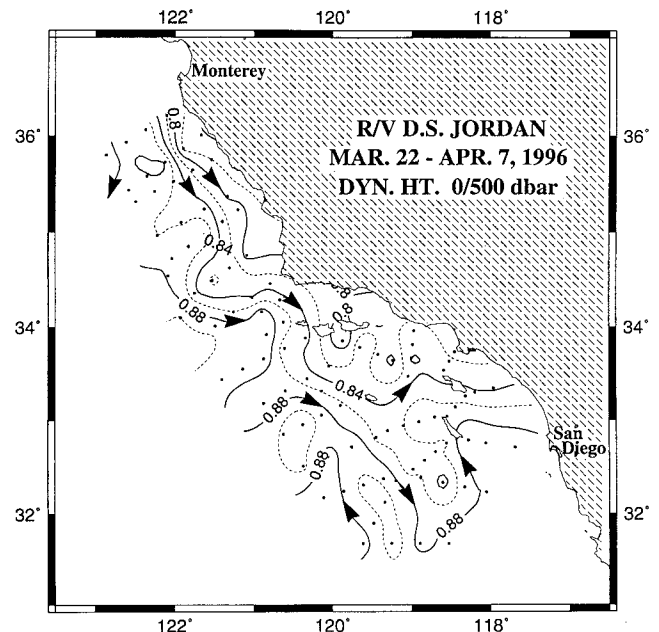 122° 120° 118°
Monterey
0.8
36°
36°
R/V D.S. JORDAN
MAR. 22 - APR. 7, 1996
DYN. HT. 0/500 dbar
0.84
0.8
0.88
34°
34°
0.84
0.88
San
Diego
0.88
32°
0.88
32°
122° 120° 118°